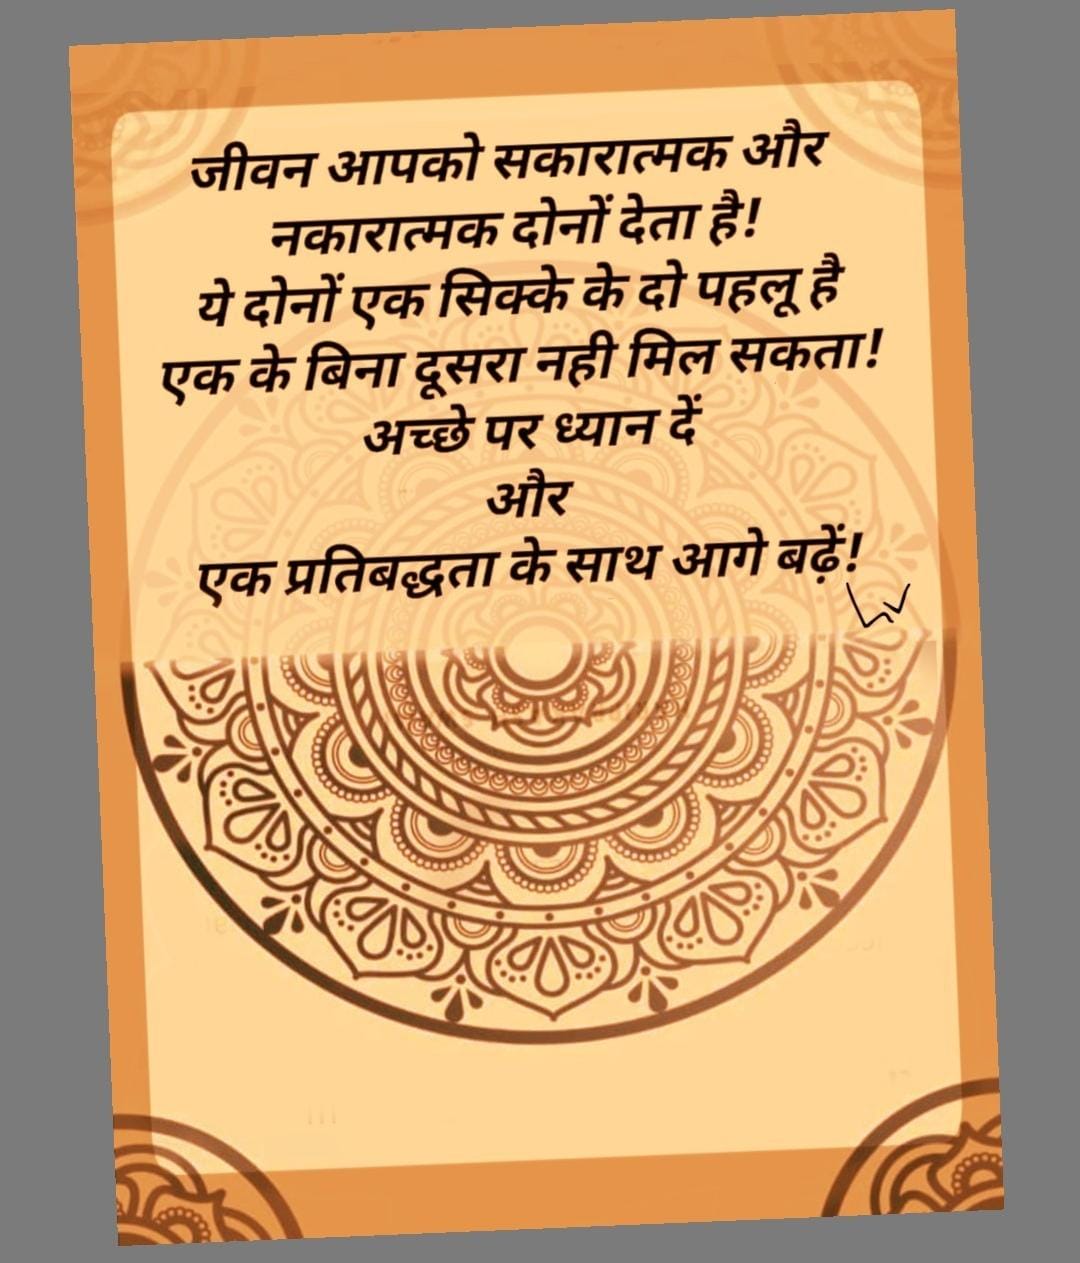 जीवन आपको सकारात्मक और
नकारात्मक दोनों देता है!
ये दोनों एक सिक्के के दो पहलू है
एक के बिना दूसरा नही मिल सकता!
अच्छे पर ध्यान दें
और
एक प्रतिबद्धता के साथ आगे बढ़ें!